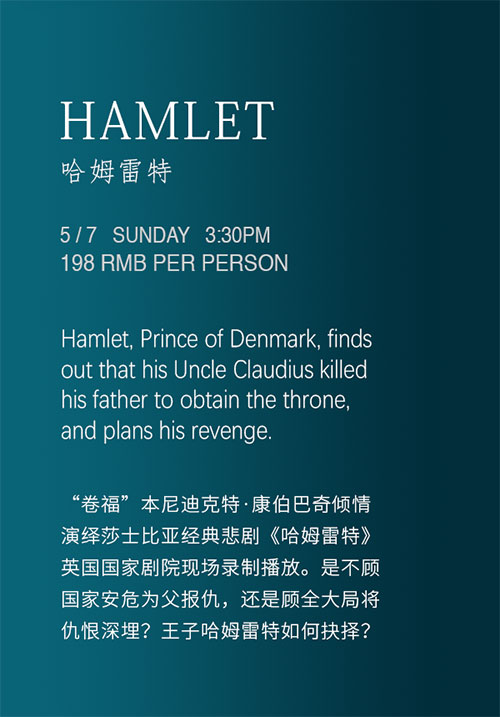 HAMLET
哈姆雷特
5 / 7 SUNDAY 3:30PM
198 RMB PER PERSON
Hamlet, Prince of Denmark, finds
out that his Uncle Claudius killed
his father to obtain the throne,
and plans his revenge.
“卷福”本尼迪克特·康伯巴奇倾情
演绎莎士比亚经典悲剧《哈姆雷特》
英国国家剧院现场录制播放。是不顾
国家安危为父报仇，还是顾全大局将
仇恨深埋？王子哈姆雷特如何抉择？